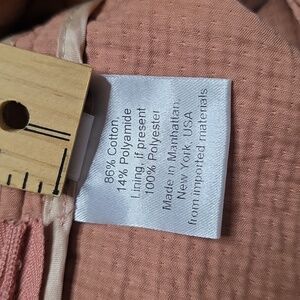 86% Cotton,
14% Polyamide
Lining, if present
100% Polyester
Made in Manhattan,
New York, USA
from imported materials